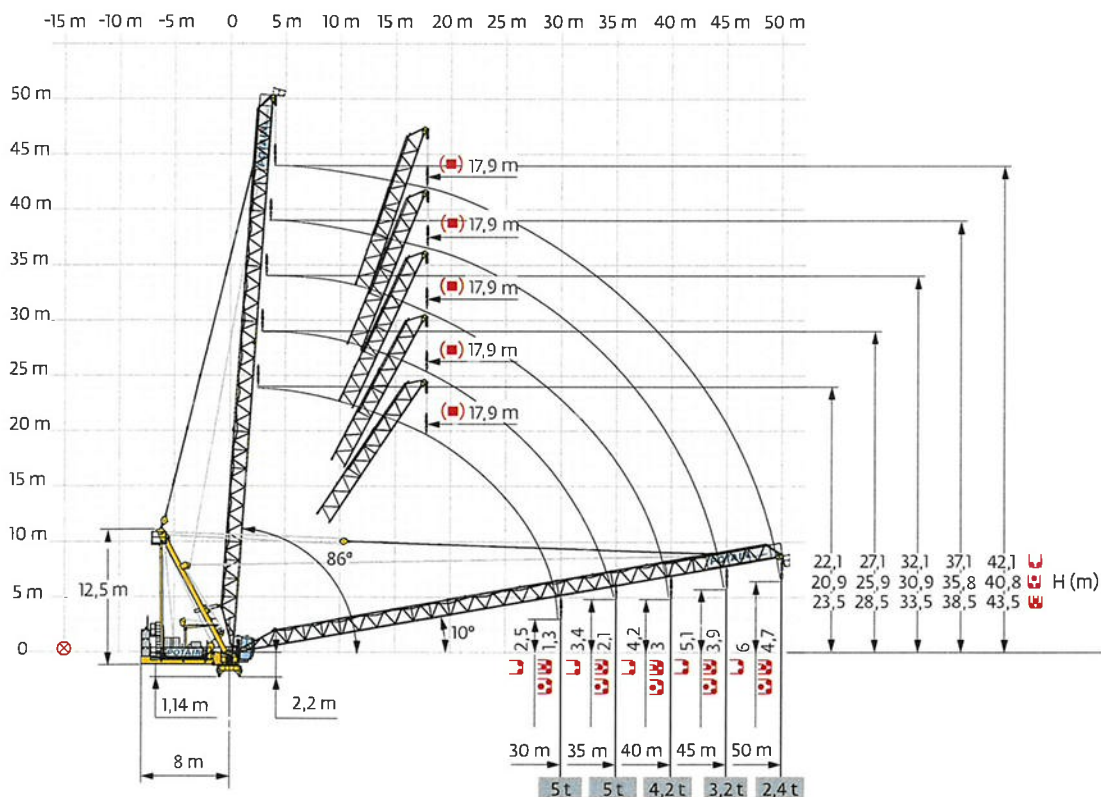 -15 m -10 m -5 m 0 5 m 10 m 15 m 20 m 25 m 30 m 35 m 40 m 45 m 50 m
50 m
45 m
(■) 17,9 m
40 m
(■) 17,9 m
35 m
(■) 17,9 m
30 m
(■) 17,9 m
25 m
(■) 17,9 m
20 m
15 m
10 m
86°
12,5 m
POTAIN
22,1 27,1 32,1 37,1 42,1
20,9 25,9 30,9 35,8 40,8 H (m)
23,5 28,5 33,5 38,5 43,5
5 m
10°
0
POTAIN
2,5 1,3 3,4 2,1 4,2 3 5,1 3,9 6 4,7
1,14 m 2,2 m
8 m
30 m 35 m 40 m 45 m 50 m
5 t 5 t 4,2 t 3,2 t 2,4 t